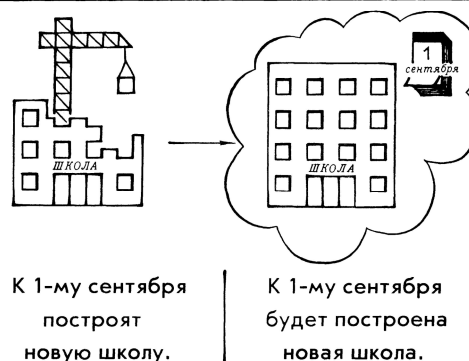 1
сентября
ШКОЛА
ШКОЛА
К 1-му сентября
построят
новую школу.
К 1-му сентября
будет построена
новая школа.